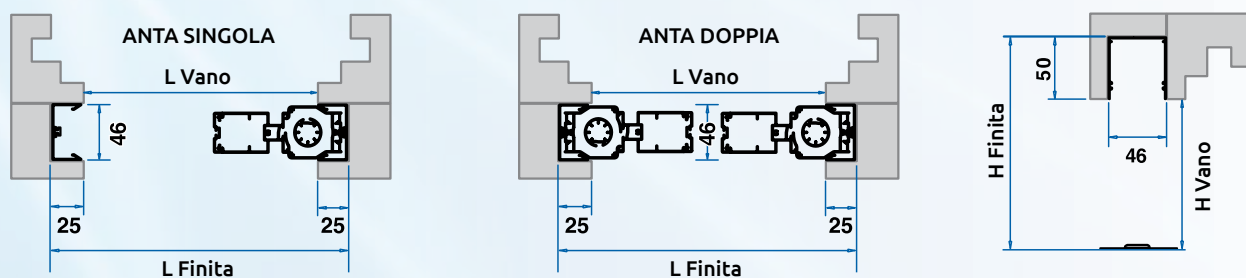 ANTA SINGOLA
L Vano
46
25
25
L Finita
ANTA DOPPIA
L Vano
46
25
25
L Finita
50
46
H Finita
H Vano